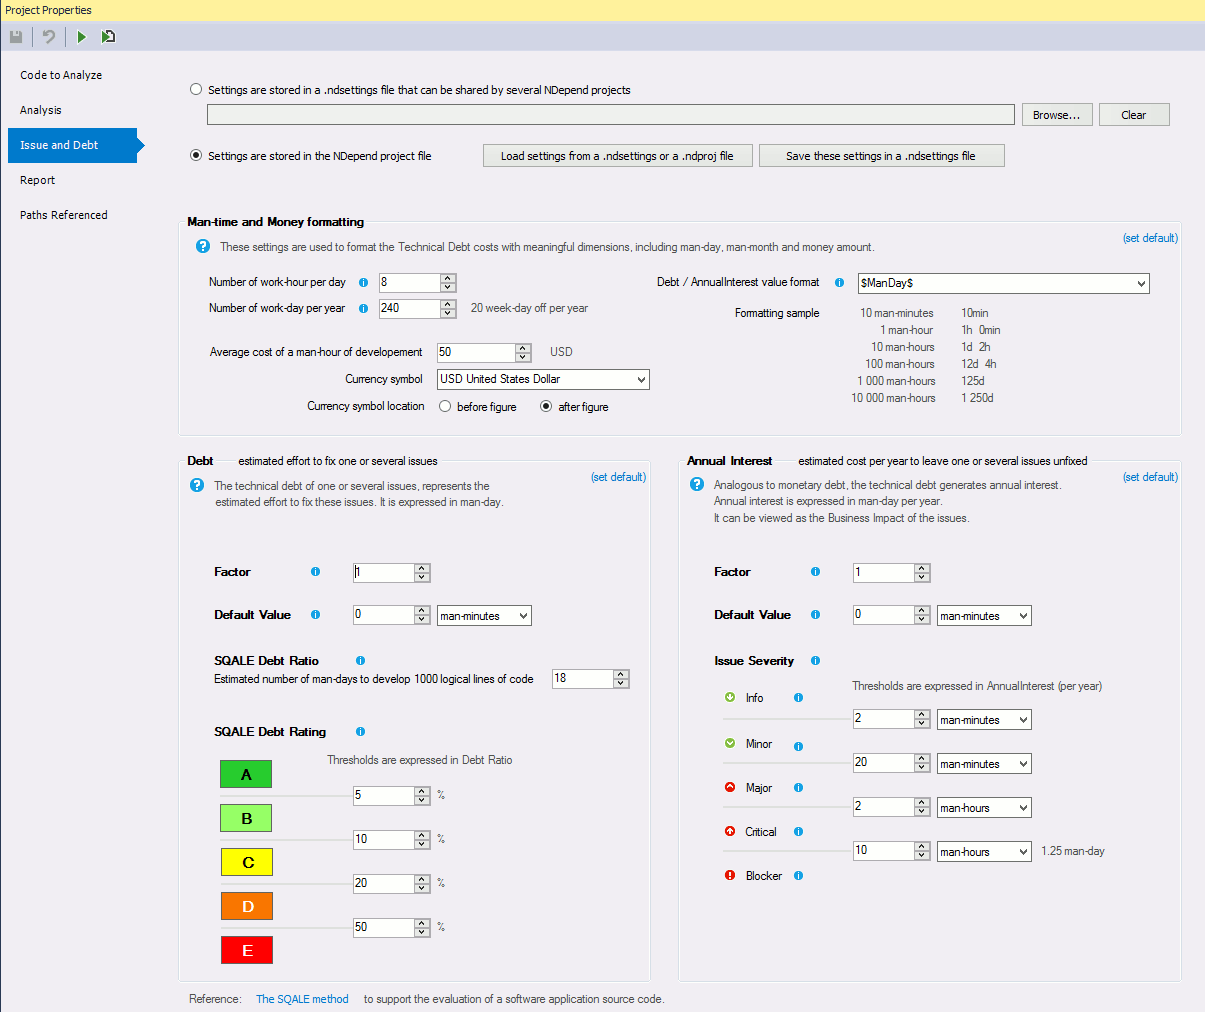 Project Properties
Code to Analyze
Analysis
Issue and Debt
Report
Paths Referenced
Settings are stored in a .ndsettings file that can be shared by several NDepend projects
Browse...
Clear
Settings are stored in the NDepend project file
Load settings from a .ndsettings or a .ndproj file
Save these settings in a .ndsettings file
Man-time and Money formatting
These settings are used to format the Technical Debt costs with meaningful dimensions, including man-day, man-month and money amount.
(set default)
Number of work-hour per day 8
Number of work-day per year 240 20 week-day off per year
Average cost of a man-hour of developement 50 USD
Currency symbol USD United States Dollar
Currency symbol location before figure after figure
Debt / AnnualInterest value format $ManDay$
Formatting sample 10 man-minutes 10min
1 man-hour 1h 0min
10 man-hours 1d 2h
100 man-hours 12d 4h
1 000 man-hours 125d
10 000 man-hours 1 250d
Debt estimated effort to fix one or several issues
(set default)
The technical debt of one or several issues, represents the
estimated effort to fix these issues. It is expressed in man-day.
Factor 1
Default Value 0 man-minutes
SQALE Debt Ratio
Estimated number of man-days to develop 1000 logical lines of code 18
SQALE Debt Rating
Thresholds are expressed in Debt Ratio
A
5 %
B
10 %
C
20 %
D
50 %
E
Annual Interest estimated cost per year to leave one or several issues unfixed
(set default)
Analogous to monetary debt, the technical debt generates annual interest.
Annual interest is expressed in man-day per year.
It can be viewed as the Business Impact of the issues.
Factor 1
Default Value 0 man-minutes
Issue Severity
Thresholds are expressed in AnnualInterest (per year)
Info
2 man-minutes
Minor
20 man-minutes
Major
2 man-hours
Critical
10 man-hours 1.25 man-day
Blocker
Reference: The SQALE method to support the evaluation of a software application source code.